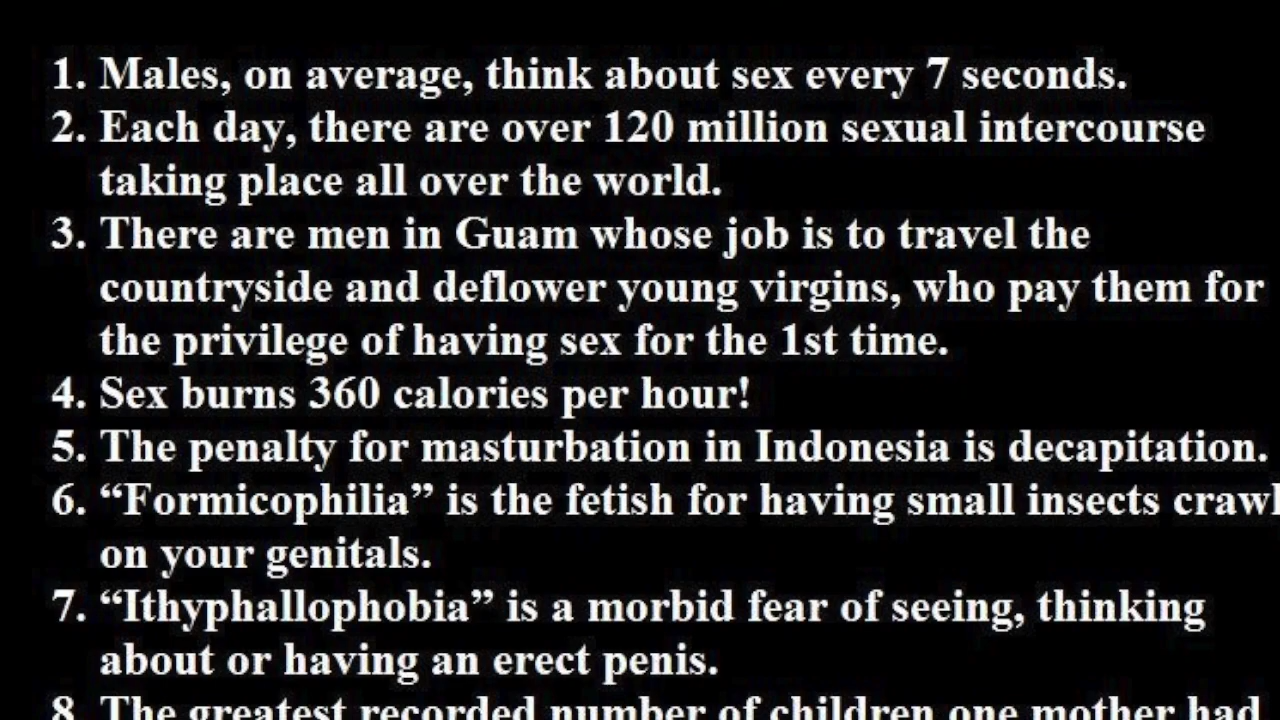 1. Males, on average, think about sex every 7 seconds.
2. Each day, there are over 120 million sexual intercourse
taking place all over the world.
3. There are men in Guam whose job is to travel the
countryside and deflower young virgins, who pay them for
the privilege of having sex for the 1st time.
4. Sex burns 360 calories per hour!
5. The penalty for masturbation in Indonesia is decapitation.
6. “Formicophilia” is the fetish for having small insects crawl
on your genitals.
7. “Ithyphallophobia” is a morbid fear of seeing, thinking
about or having an erect penis.
8. The greatest recorded number of children one mother had